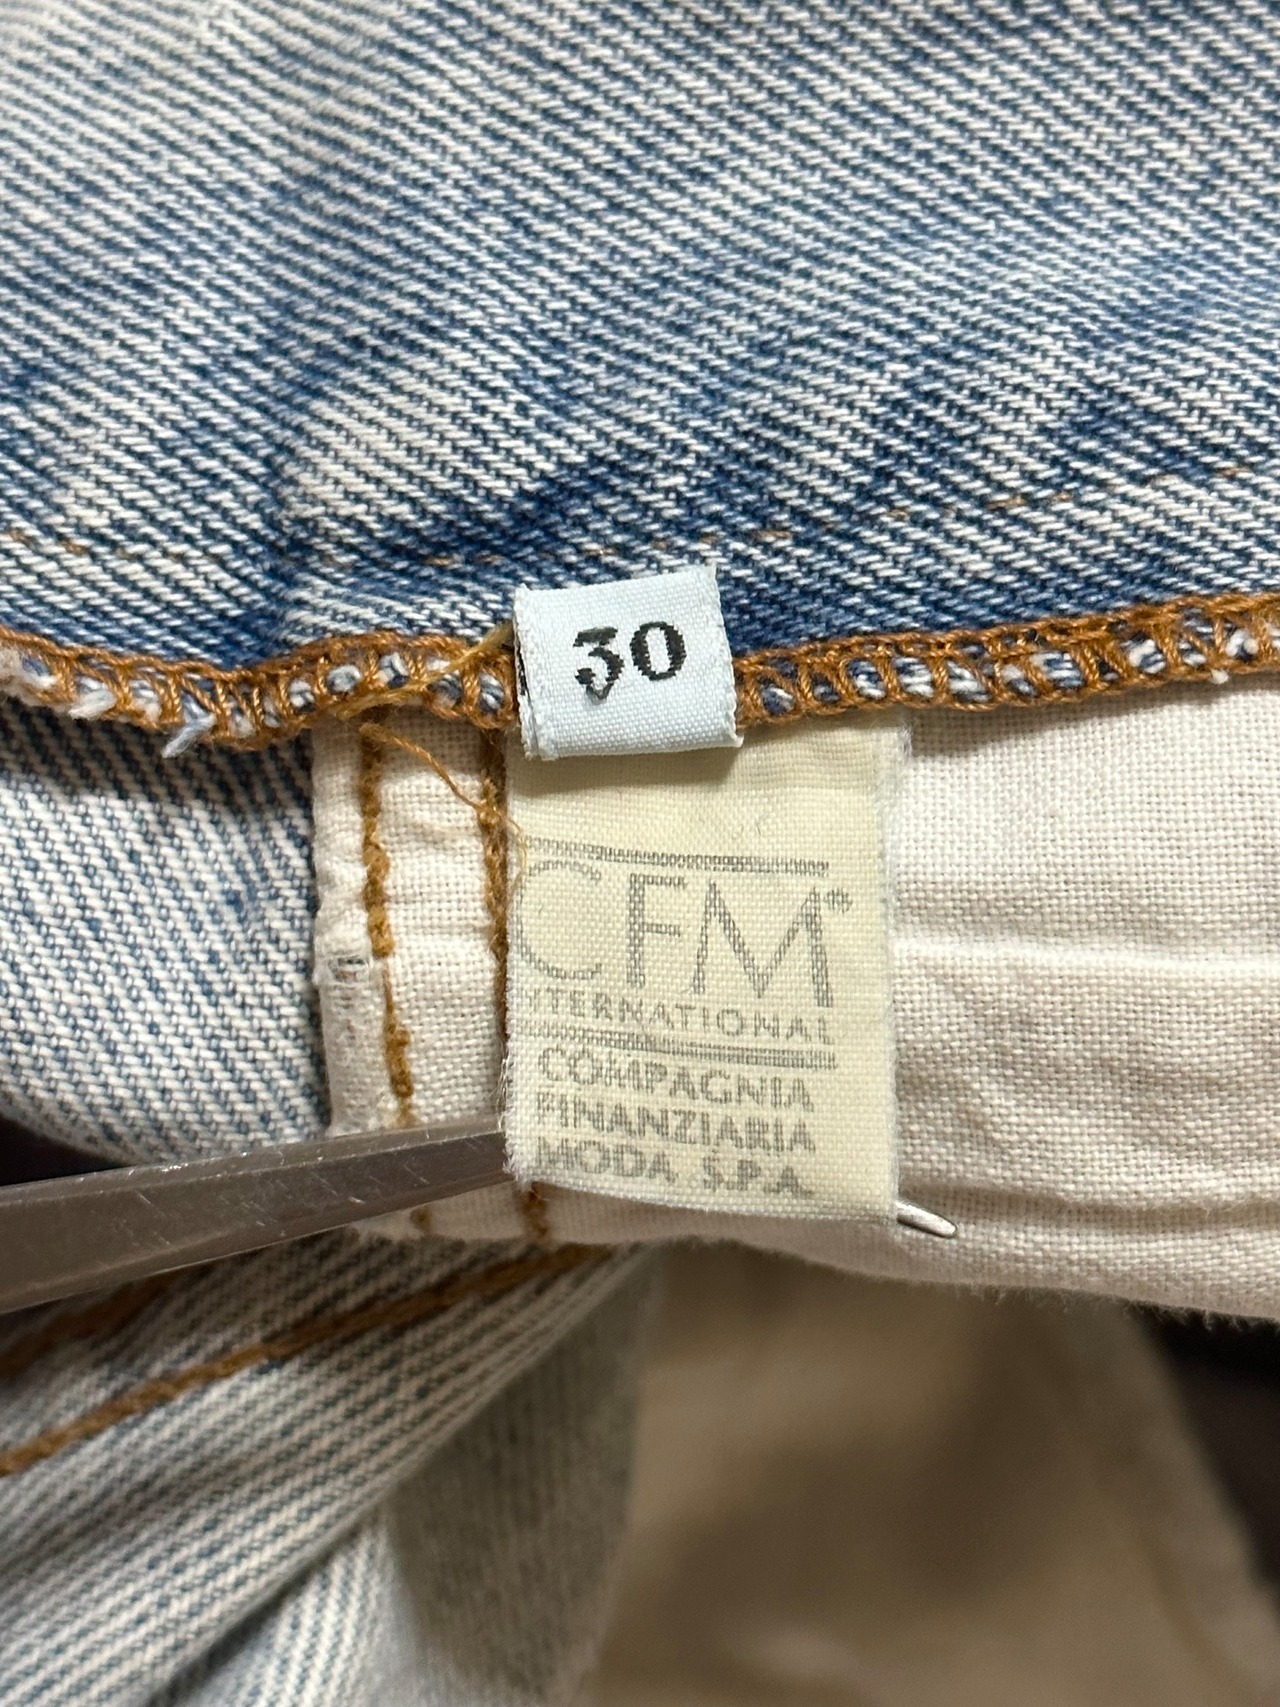 30
CFM®
INTERNATIONAL
COMPAGNIA
FINANZIARIA
MODA S.P.A.